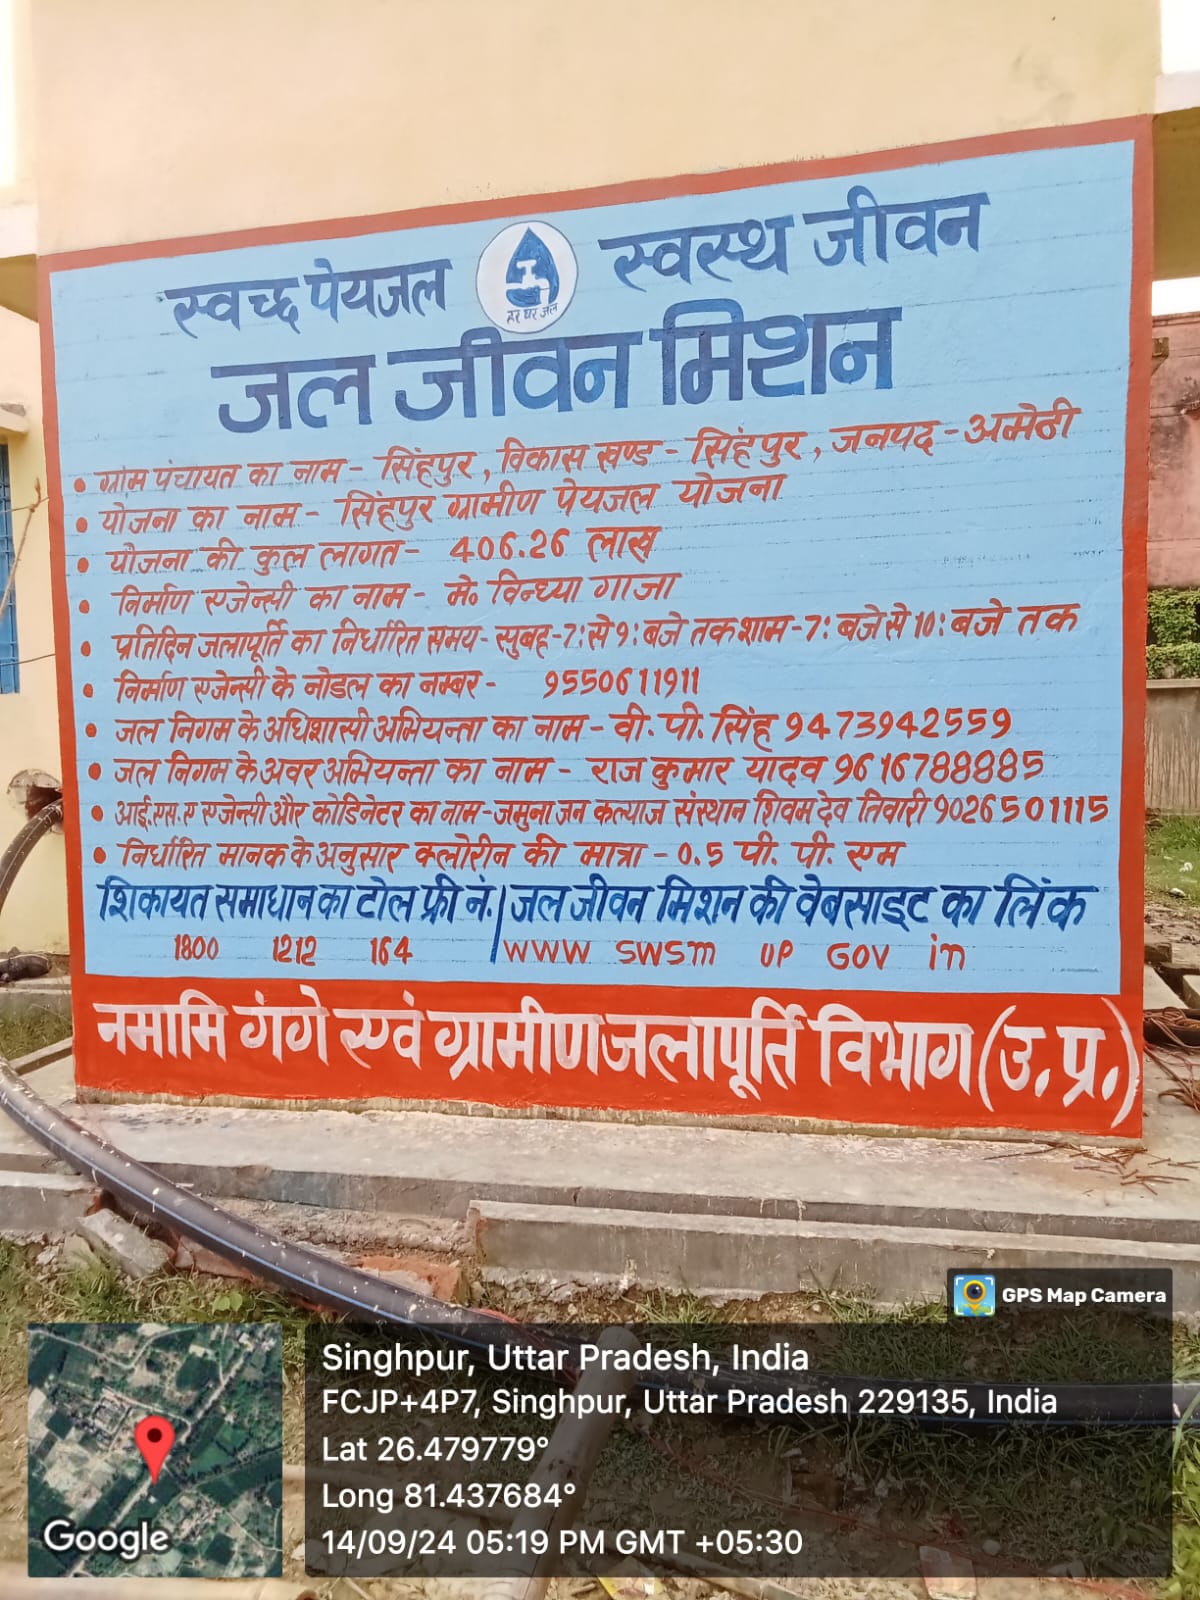 स्वच्छ पेयजल हर घर जल स्वस्थ जीवन
जल जीवन मिशन
• ग्राम पंचायत का नाम - सिंहपुर, विकास खण्ड - सिंहपुर, जनपद - अमेठी
• योजना का नाम - सिंहपुर ग्रामीण पेयजल योजना
• योजना की कुल लागत - 406.26 लाख
• निर्माण एजेन्सी का नाम - मे० विन्ध्या गाजा
• प्रतिदिन जलापूर्ति का निर्धारित समय - सुबह - 7: से 9: बजे तक शाम - 7: बजे से 10: बजे तक
• निर्माण एजेन्सी के नोडल का नम्बर - 9550611911
• जल निगम के अधिशासी अभियन्ता का नाम - वी. पी. सिंह 9473942559
• जल निगम के अवर अभियन्ता का नाम - राज कुमार यादव 9616788885
• आई.एस.ए एजेन्सी और कोडिनेटर का नाम - जमुना जन कल्याज संस्थान शिवम देव तिवारी 9026501115
• निर्धारित मानक के अनुसार क्लोरीन की मात्रा - 0.5 पी. पी. एम
शिकायत समाधान का टोल फ्री नं. / जल जीवन मिशन की वेबसाइट का लिंक
1800 1212 164 / www swsm UP GOV in
नमामि गंगे एवं ग्रामीण जलापूर्ति विभाग (उ. प्र.)
GPS Map Camera
Singhpur, Uttar Pradesh, India
FCJP+4P7, Singhpur, Uttar Pradesh 229135, India
Lat 26.479779°
Long 81.437684°
14/09/24 05:19 PM GMT +05:30
Google